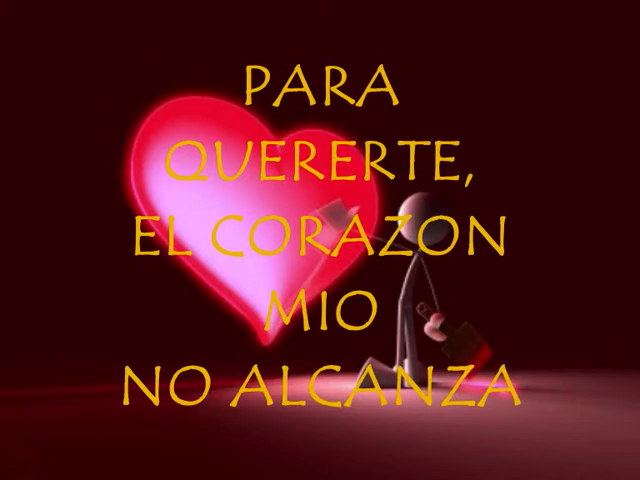 PARA
QUERERTE,
EL CORAZON
MIO
NO ALCANZA